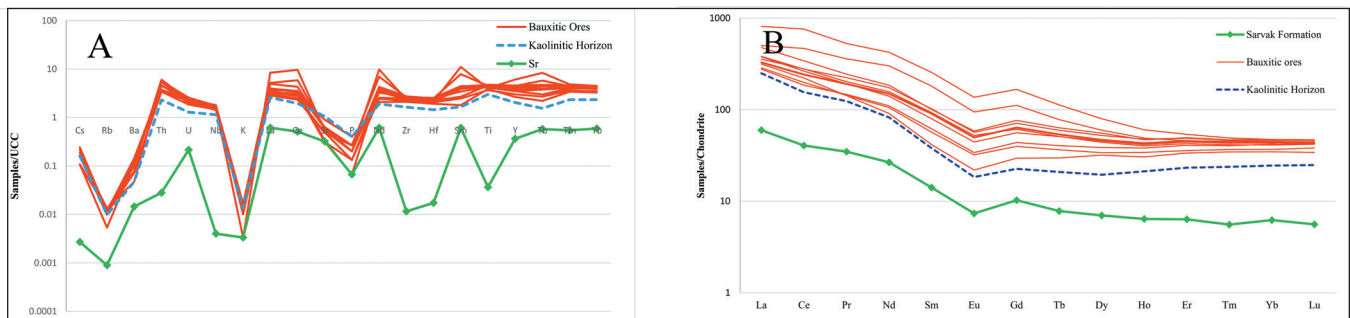 A
Samples/UCC
100
10
1
0.1
0.01
0.001
0.0001
Bauxitic Ores
Kaolinitic Horizon
Sr
Cs Rb Ba Th U Nb K P Nd Zr Hf Sm Ti Y Yb
B
Samples/Chondrite
1000
100
10
1
Sarvak Formation
Bauxitic ores
Kaolinitic Horizon
La Ce Pr Nd Sm Eu Gd Tb Dy Ho Er Tm Yb Lu